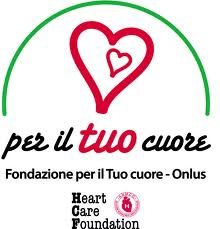 per il tuo cuore
Fondazione per il Tuo cuore - Onlus
Heart
Care
Foundation